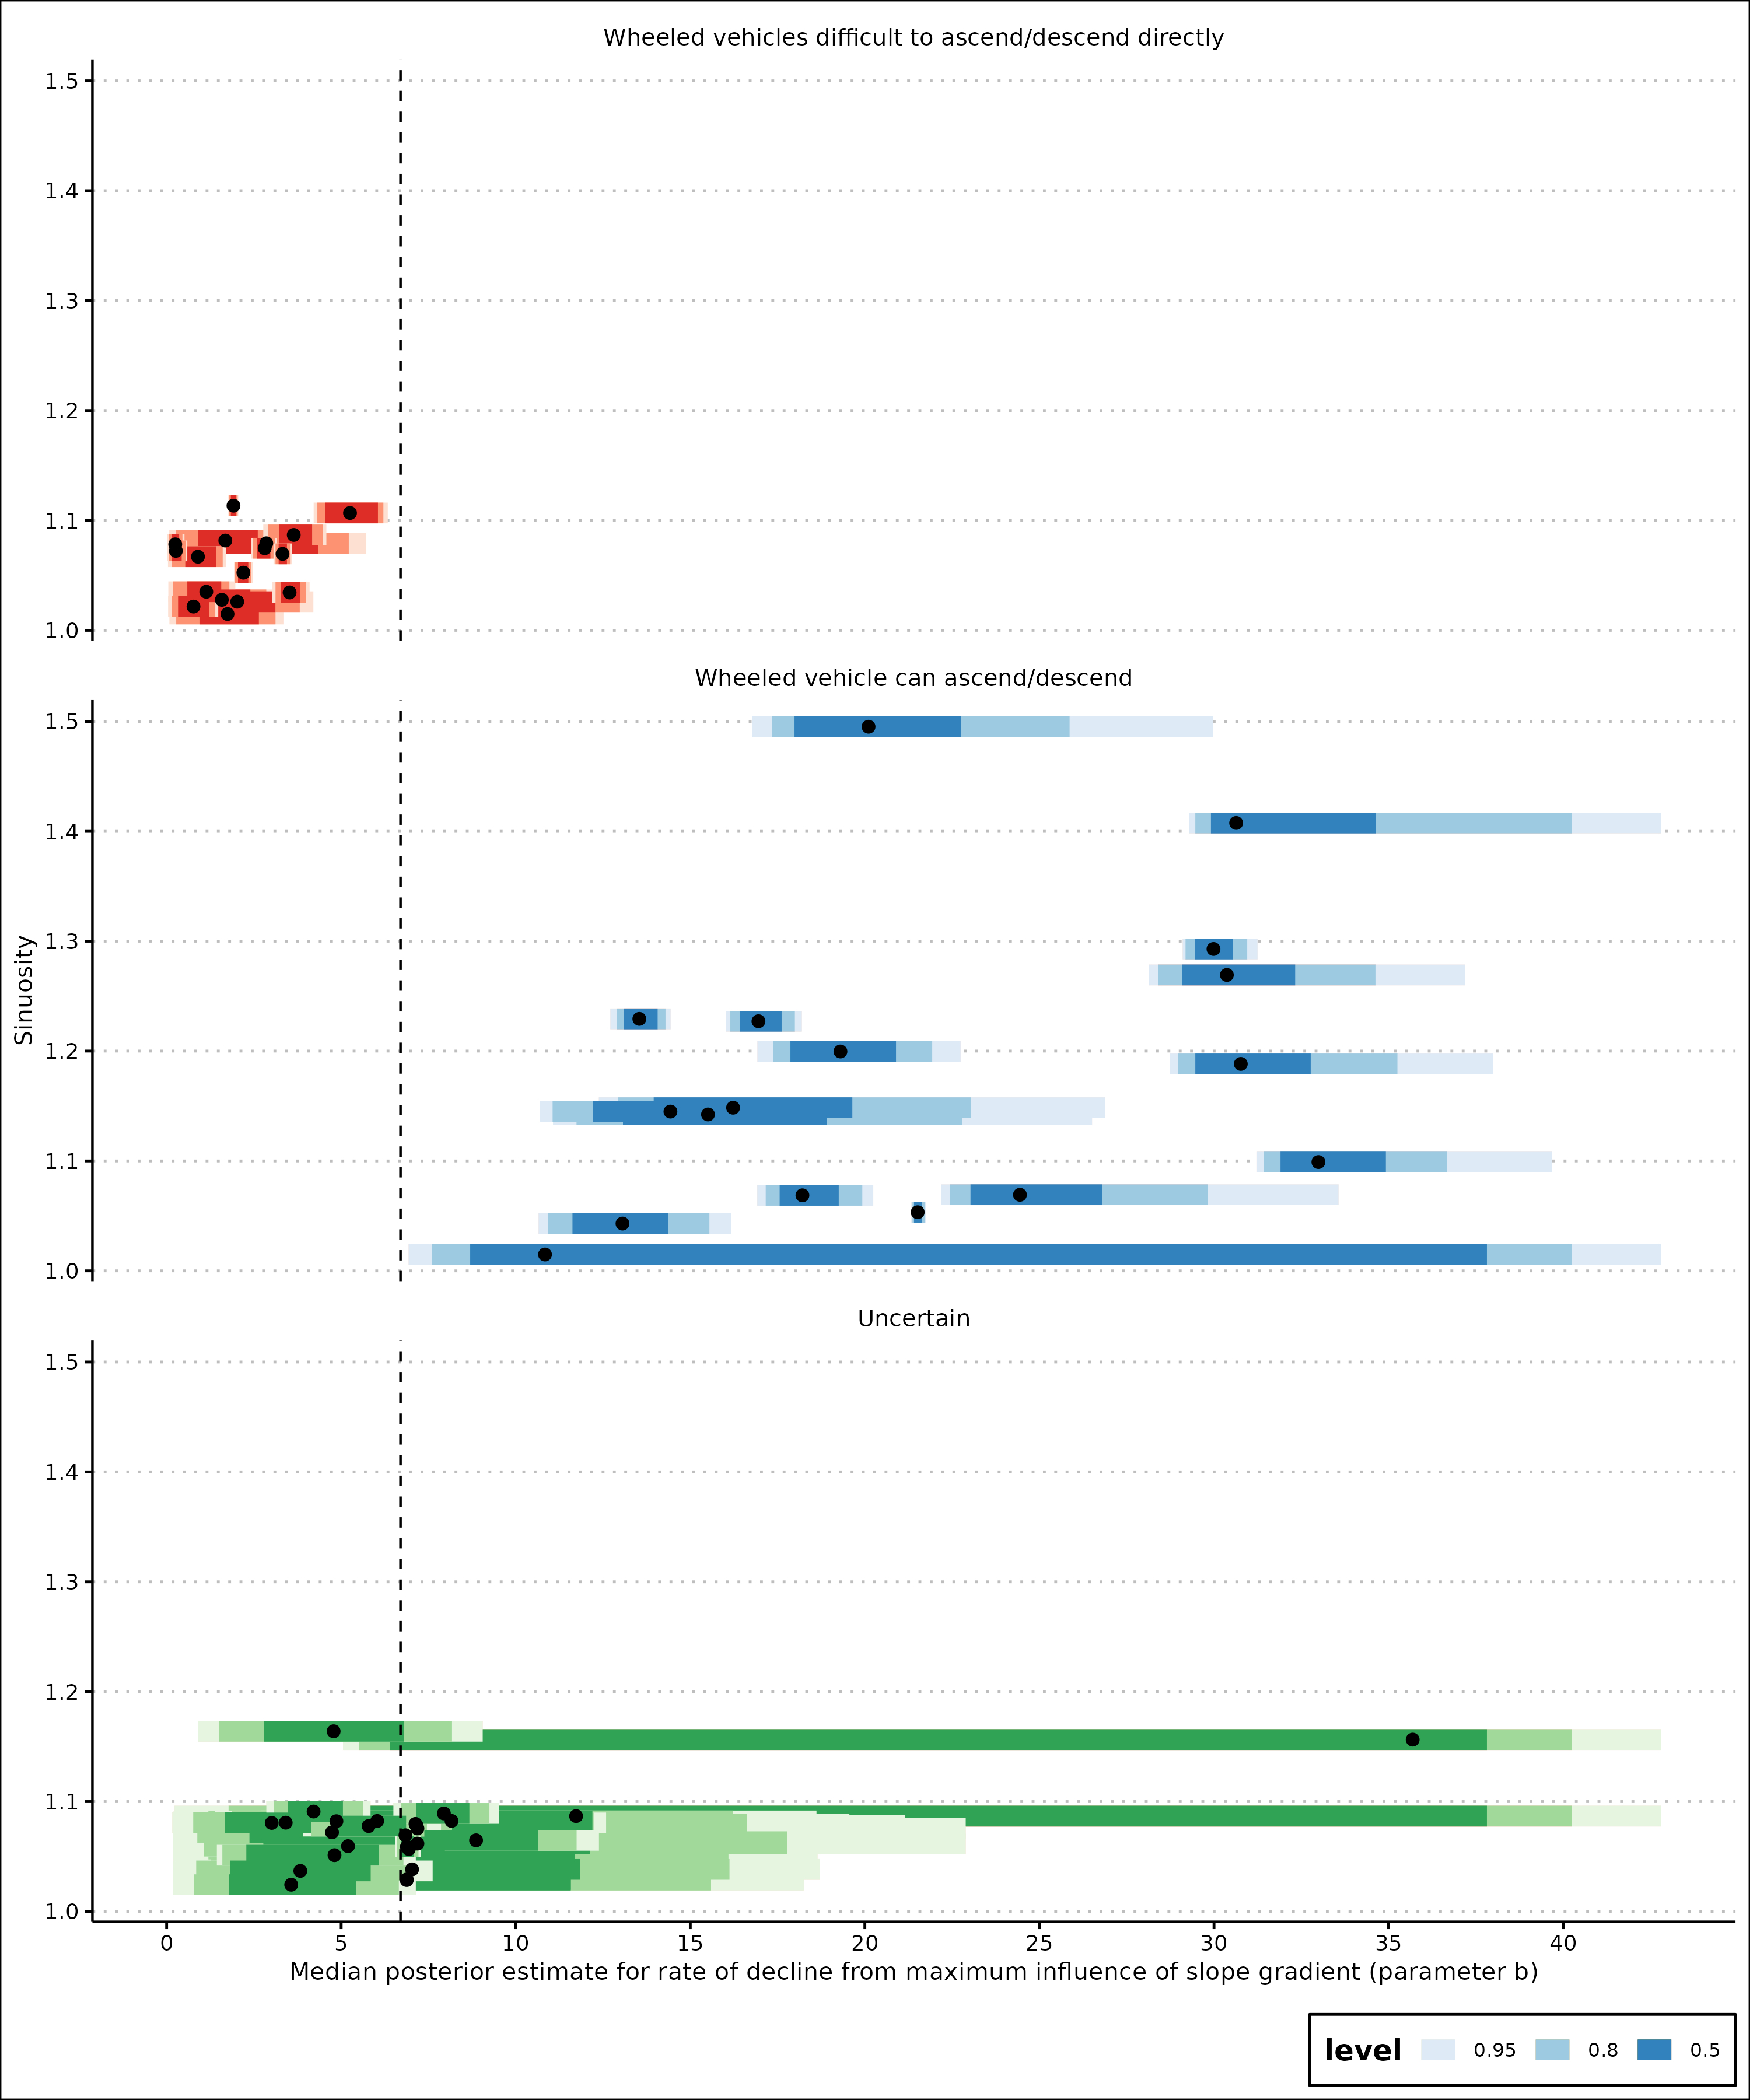 Wheeled vehicles difficult to ascend/descend directly
1.5
1.4
1.3
1.2
1.1
1.0
Wheeled vehicle can ascend/descend
1.5
1.4
1.3
1.2
1.1
1.0
Sinuosity
Uncertain
1.5
1.4
1.3
1.2
1.1
1.0
0 5 10 15 20 25 30 35 40
Median posterior estimate for rate of decline from maximum influence of slope gradient (parameter b)
level 0.95 0.8 0.5